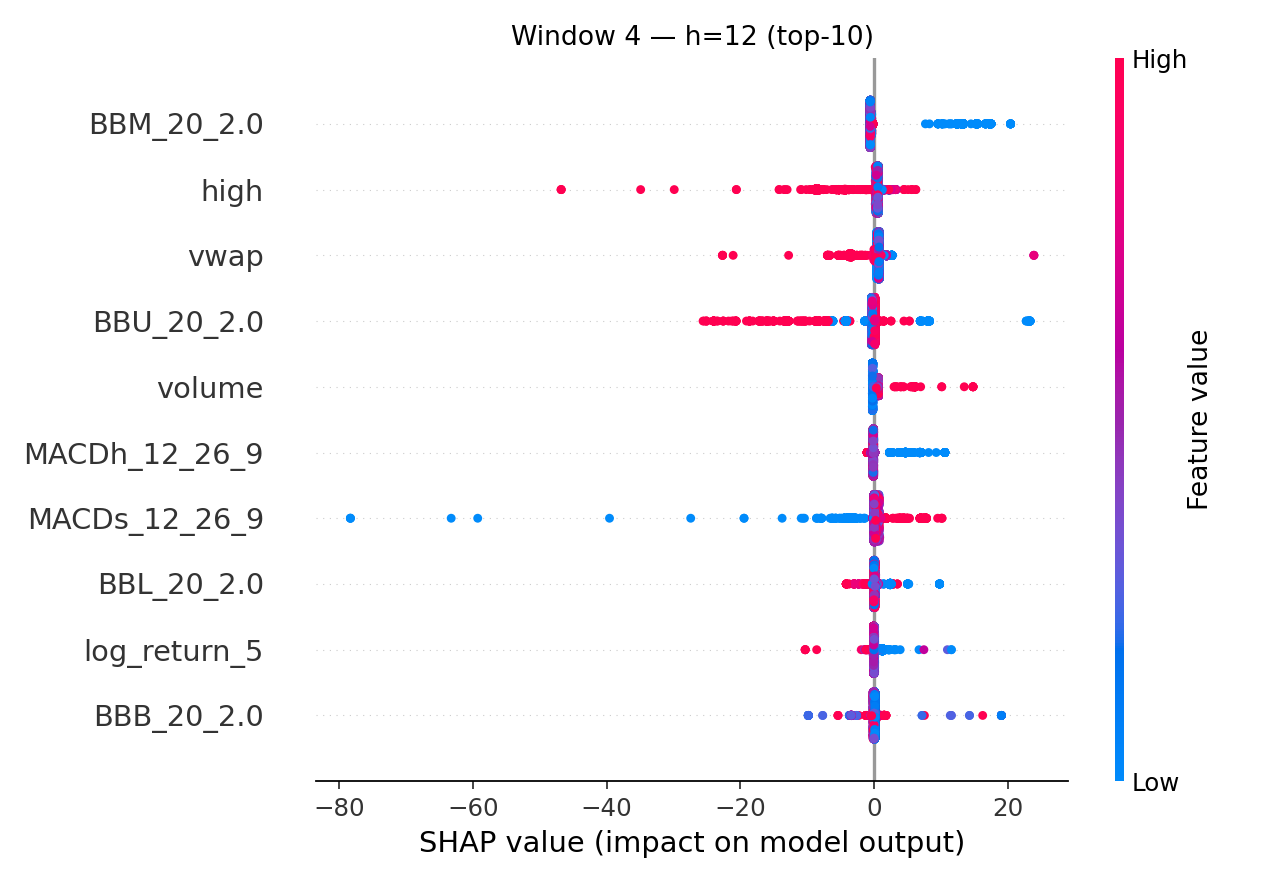 Window 4 — h=12 (top-10)
High
BBM_20_2.0
high
vwap
BBU_20_2.0
volume
MACDh_12_26_9
MACDs_12_26_9
BBL_20_2.0
log_return_5
BBB_20_2.0
Feature value
Low
−80
−60
−40
−20
0
20
SHAP value (impact on model output)